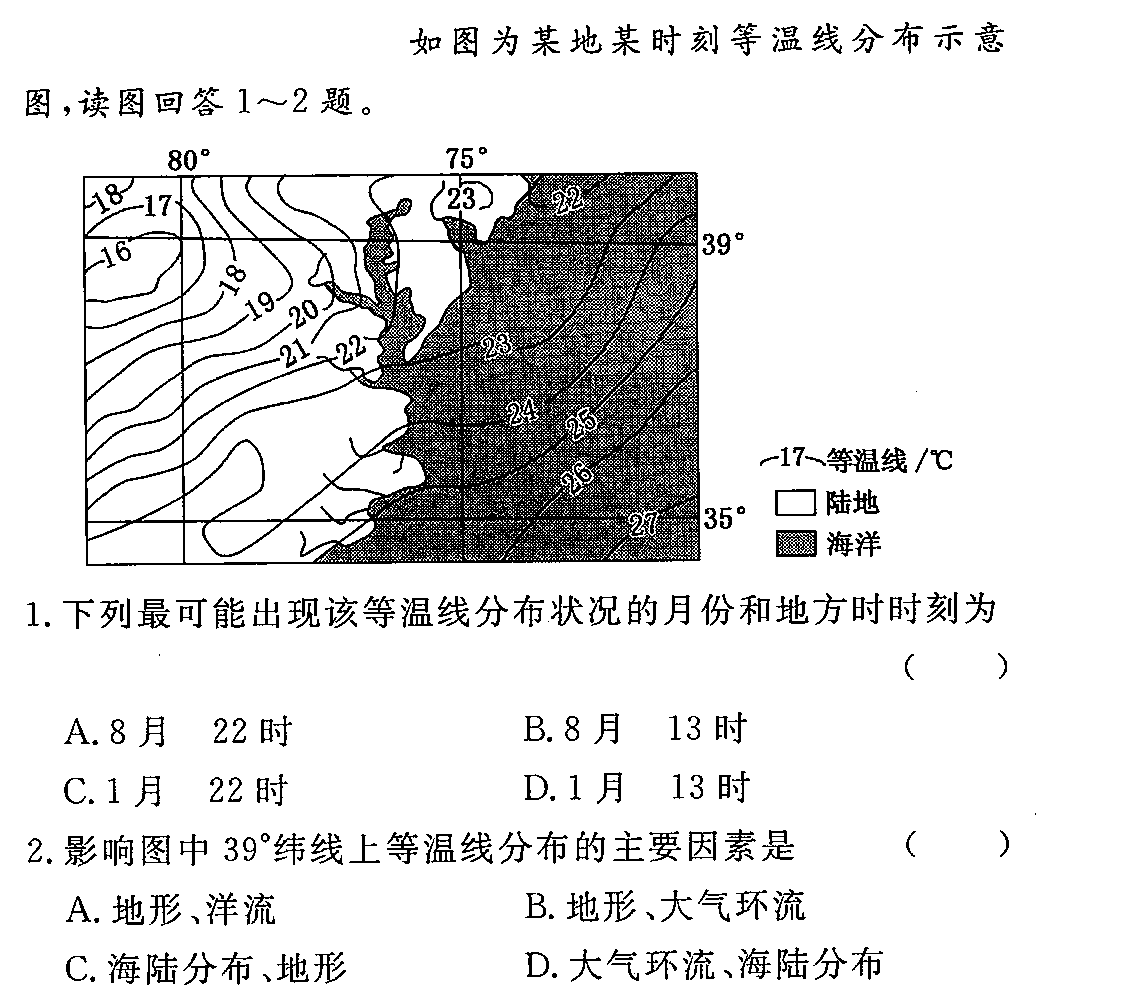 如图为某地某时刻等温线分布示意
图,读图回答1～2题。
80° 75°
18
17
23
22
39°
16
18
19
20
21
22
23
24
25
26
27
35°
17 等温线/℃
陆地
海洋
1.下列最可能出现该等温线分布状况的月份和地方时时刻为
( )
A.8月 22时 B.8月 13时
C.1月 22时 D.1月 13时
2.影响图中39°纬线上等温线分布的主要因素是 ( )
A.地形、洋流 B.地形、大气环流
C.海陆分布、地形 D.大气环流、海陆分布